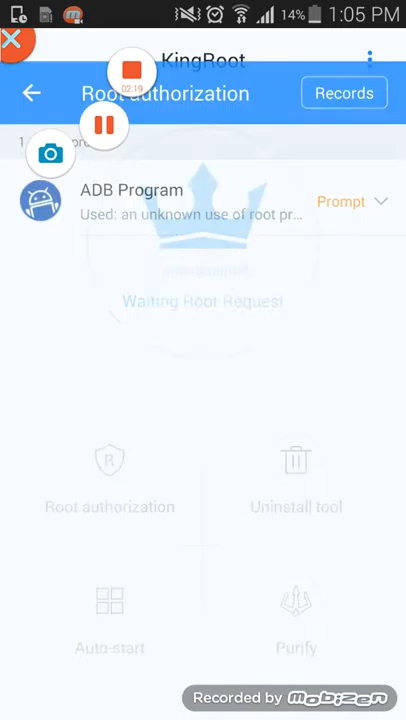 14% 1:05 PM
KingRoot
Root authorization
Records
02:19
1
ADB Program
Used: an unknown use of root pr...
Prompt
Waiting Root Request
Root authorization
Uninstall tool
Auto-start
Purify
Recorded by mobizen